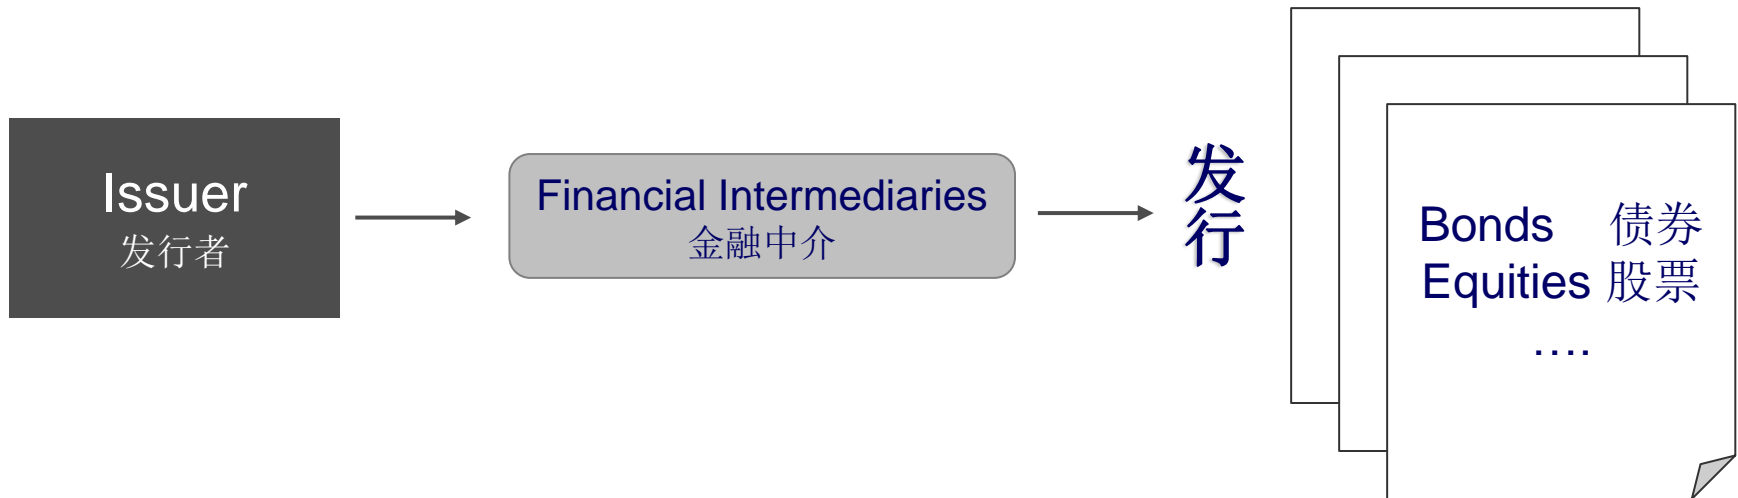 Issuer
发行者
Financial Intermediaries
金融中介
发行
Bonds 债券
Equities 股票
....